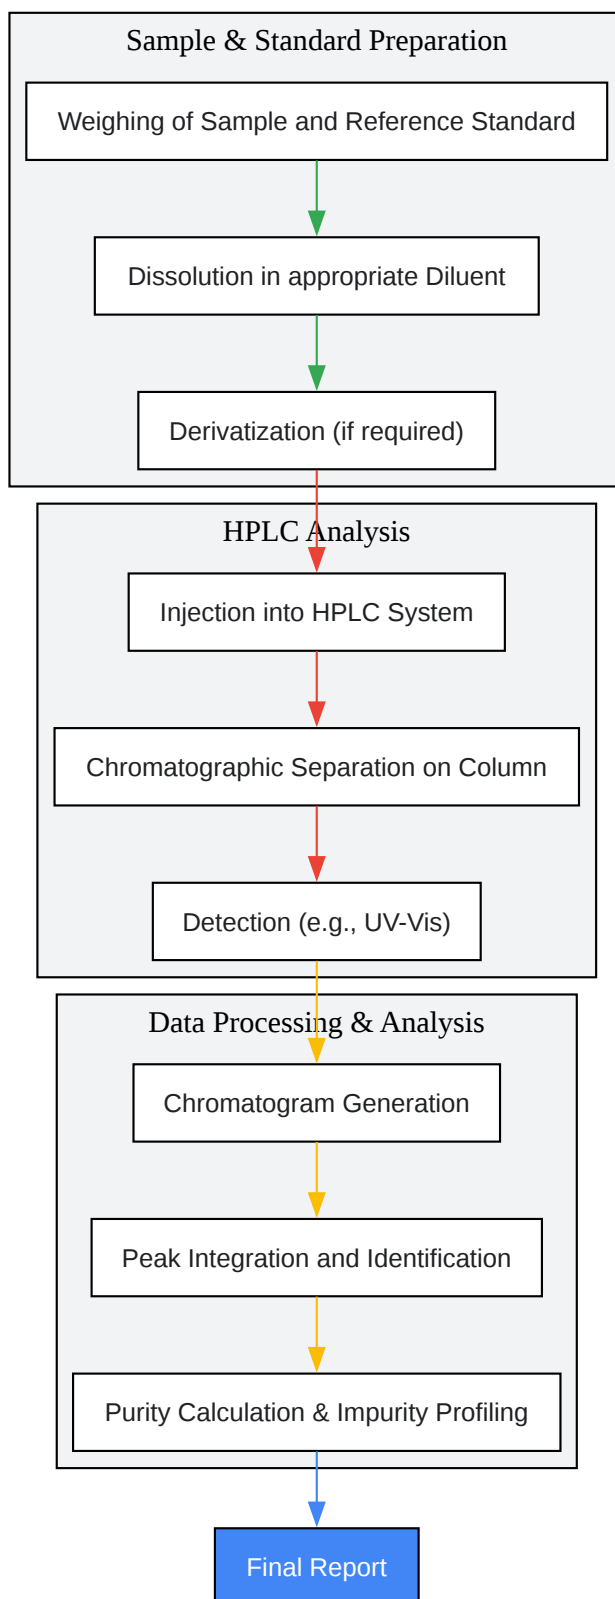 Sample & Standard Preparation
Weighing of Sample and Reference Standard
Dissolution in appropriate Diluent
Derivatization (if required)
HPLC Analysis
Injection into HPLC System
Chromatographic Separation on Column
Detection (e.g., UV-Vis)
Data Processing & Analysis
Chromatogram Generation
Peak Integration and Identification
Purity Calculation & Impurity Profiling
Final Report